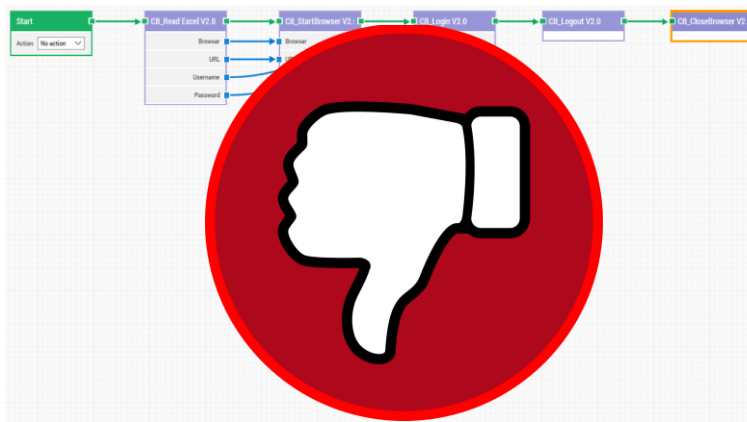 Start
Action No action
CB_Read Excel V2.0
Browser
URL
Username
Password
CB_StartBrowser V2.
Browser
CB_Login V2.0
CB_Logout V2.0
CB_CloseBrowser V2.